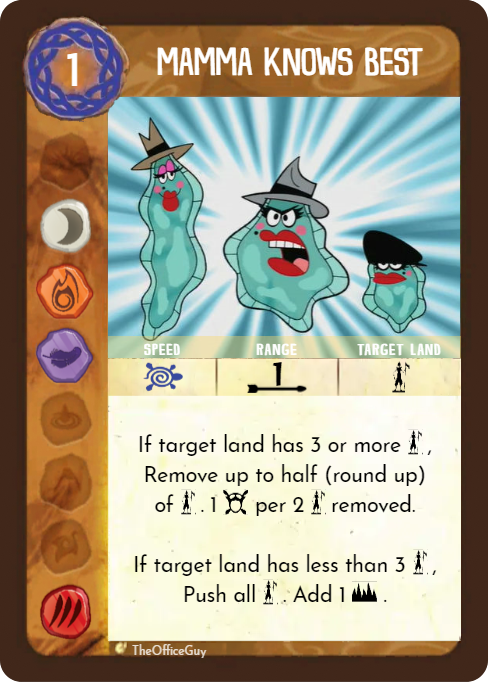 1
MAMMA KNOWS BEST
SPEED RANGE TARGET LAND
1
If target land has 3 or more ,
Remove up to half (round up)
of . 1 per 2 removed.
If target land has less than 3 ,
Push all . Add 1 .
TheOfficeGuy